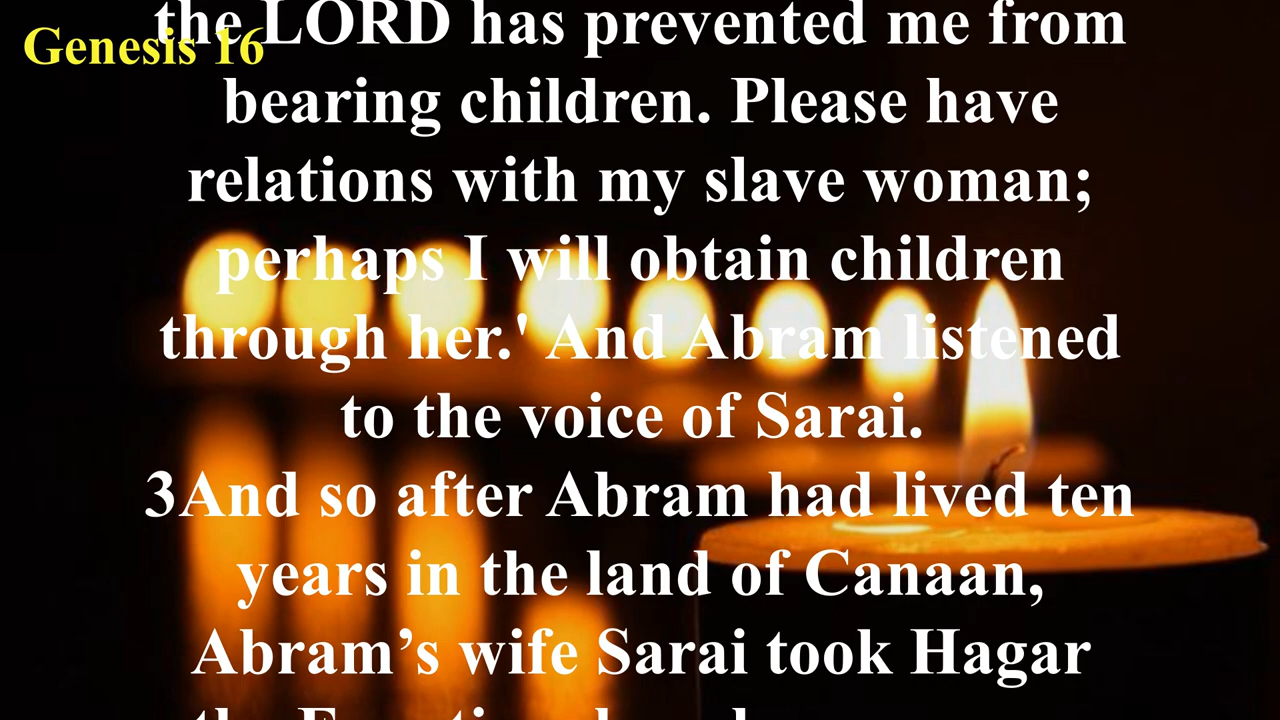 Genesis 16
the LORD has prevented me from
bearing children. Please have
relations with my slave woman;
perhaps I will obtain children
through her.' And Abram listened
to the voice of Sarai.
3And so after Abram had lived ten
years in the land of Canaan,
Abram’s wife Sarai took Hagar